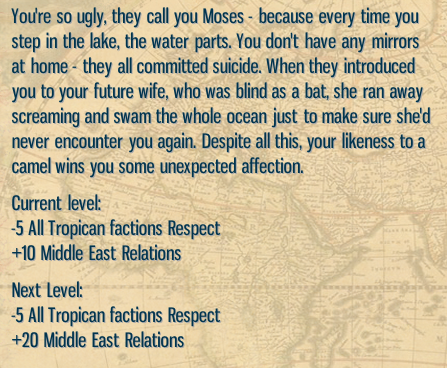 You're so ugly, they call you Moses - because every time you
step in the lake, the water parts. You don't have any mirrors
at home - they all committed suicide. When they introduced
you to your future wife, who was blind as a bat, she ran away
screaming and swam the whole ocean just to make sure she'd
never encounter you again. Despite all this, your likeness to a
camel wins you some unexpected affection.
Current level:
-5 All Tropican factions Respect
+10 Middle East Relations
Next Level:
-5 All Tropican factions Respect
+20 Middle East Relations